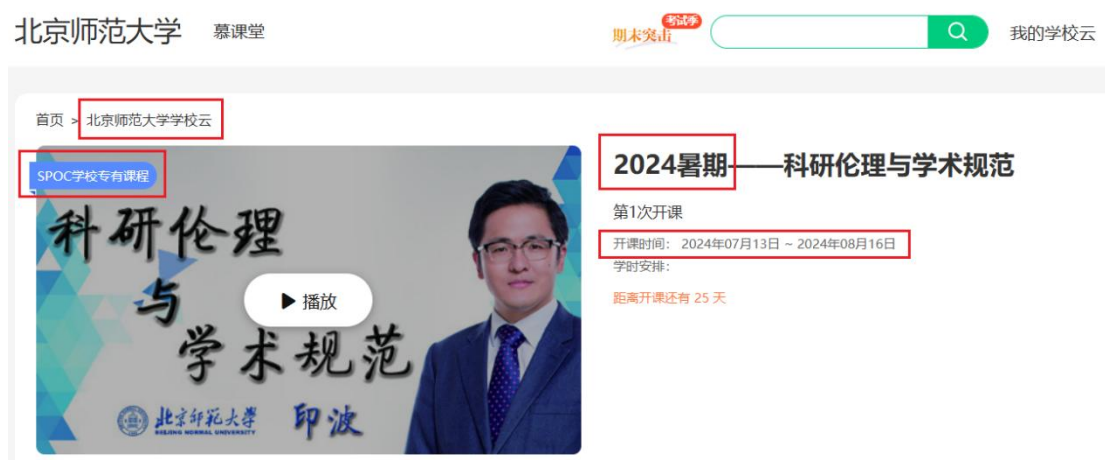 北京师范大学 慕课堂
期末突击 考试季
我的学校云
首页 > 北京师范大学学校云
SPOC学校专有课程
科研伦理
与
学术规范
北京师范大学
BEIJING NORMAL UNIVERSITY
印波
播放
2024暑期——科研伦理与学术规范
第1次开课
开课时间： 2024年07月13日 ~ 2024年08月16日
学时安排：
距离开课还有 25 天